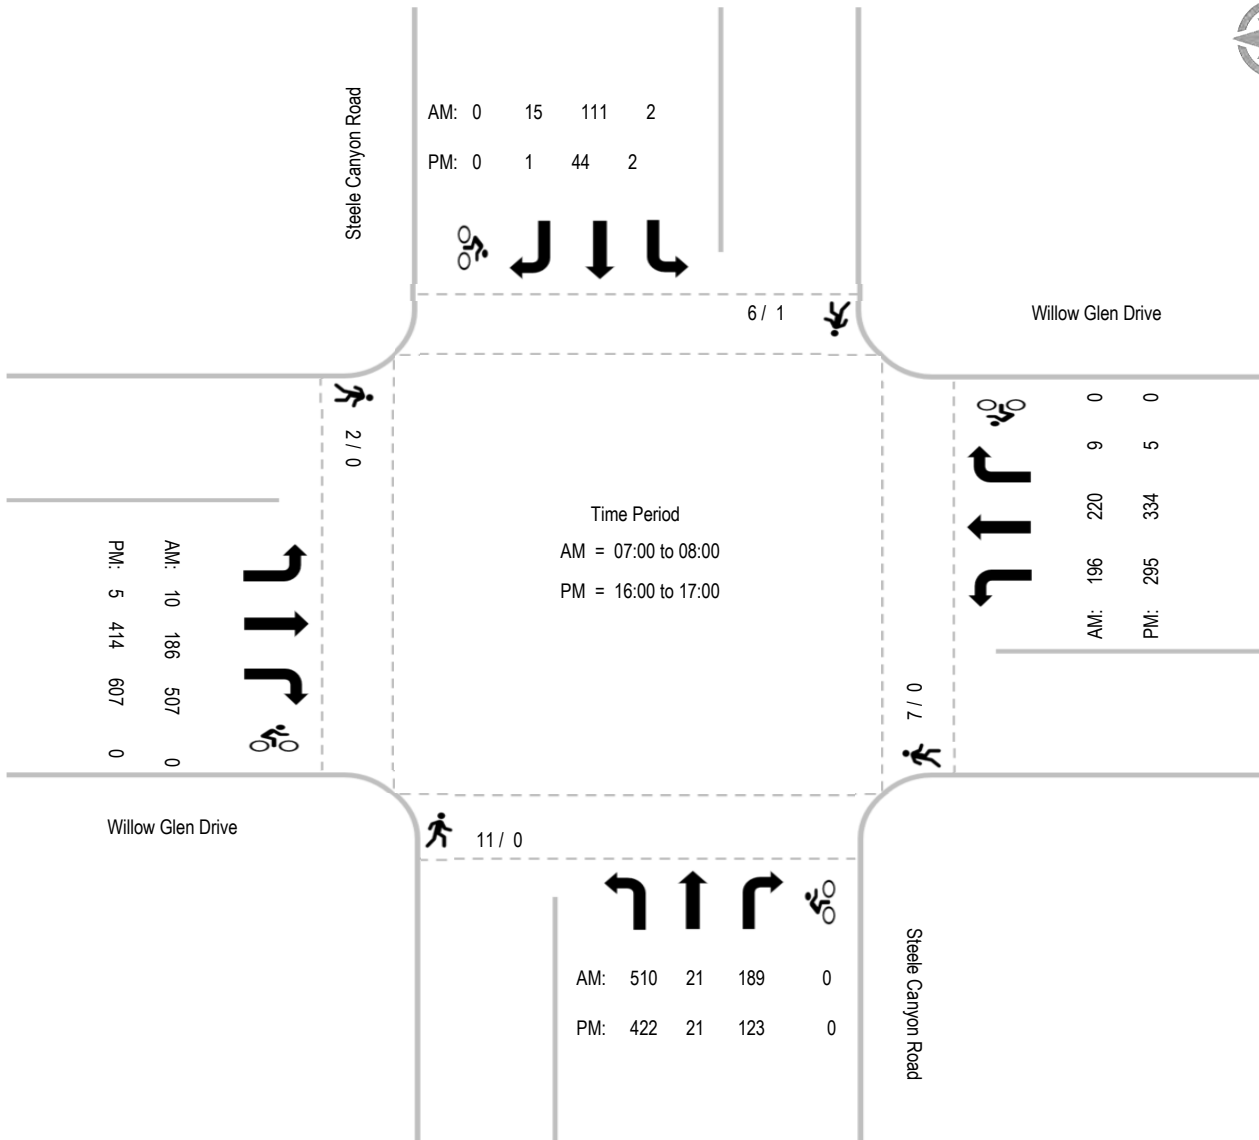 Steele Canyon Road
AM: 0 15 111 2
PM: 0 1 44 2
6 / 1
Willow Glen Drive
2 / 0
AM: 196 220 9 0
PM: 295 334 5 0
Time Period
AM = 07:00 to 08:00
PM = 16:00 to 17:00
AM: 10 186 507 0
PM: 5 414 607 0
7 / 0
Willow Glen Drive
11 / 0
AM: 510 21 189 0
PM: 422 21 123 0
Steele Canyon Road